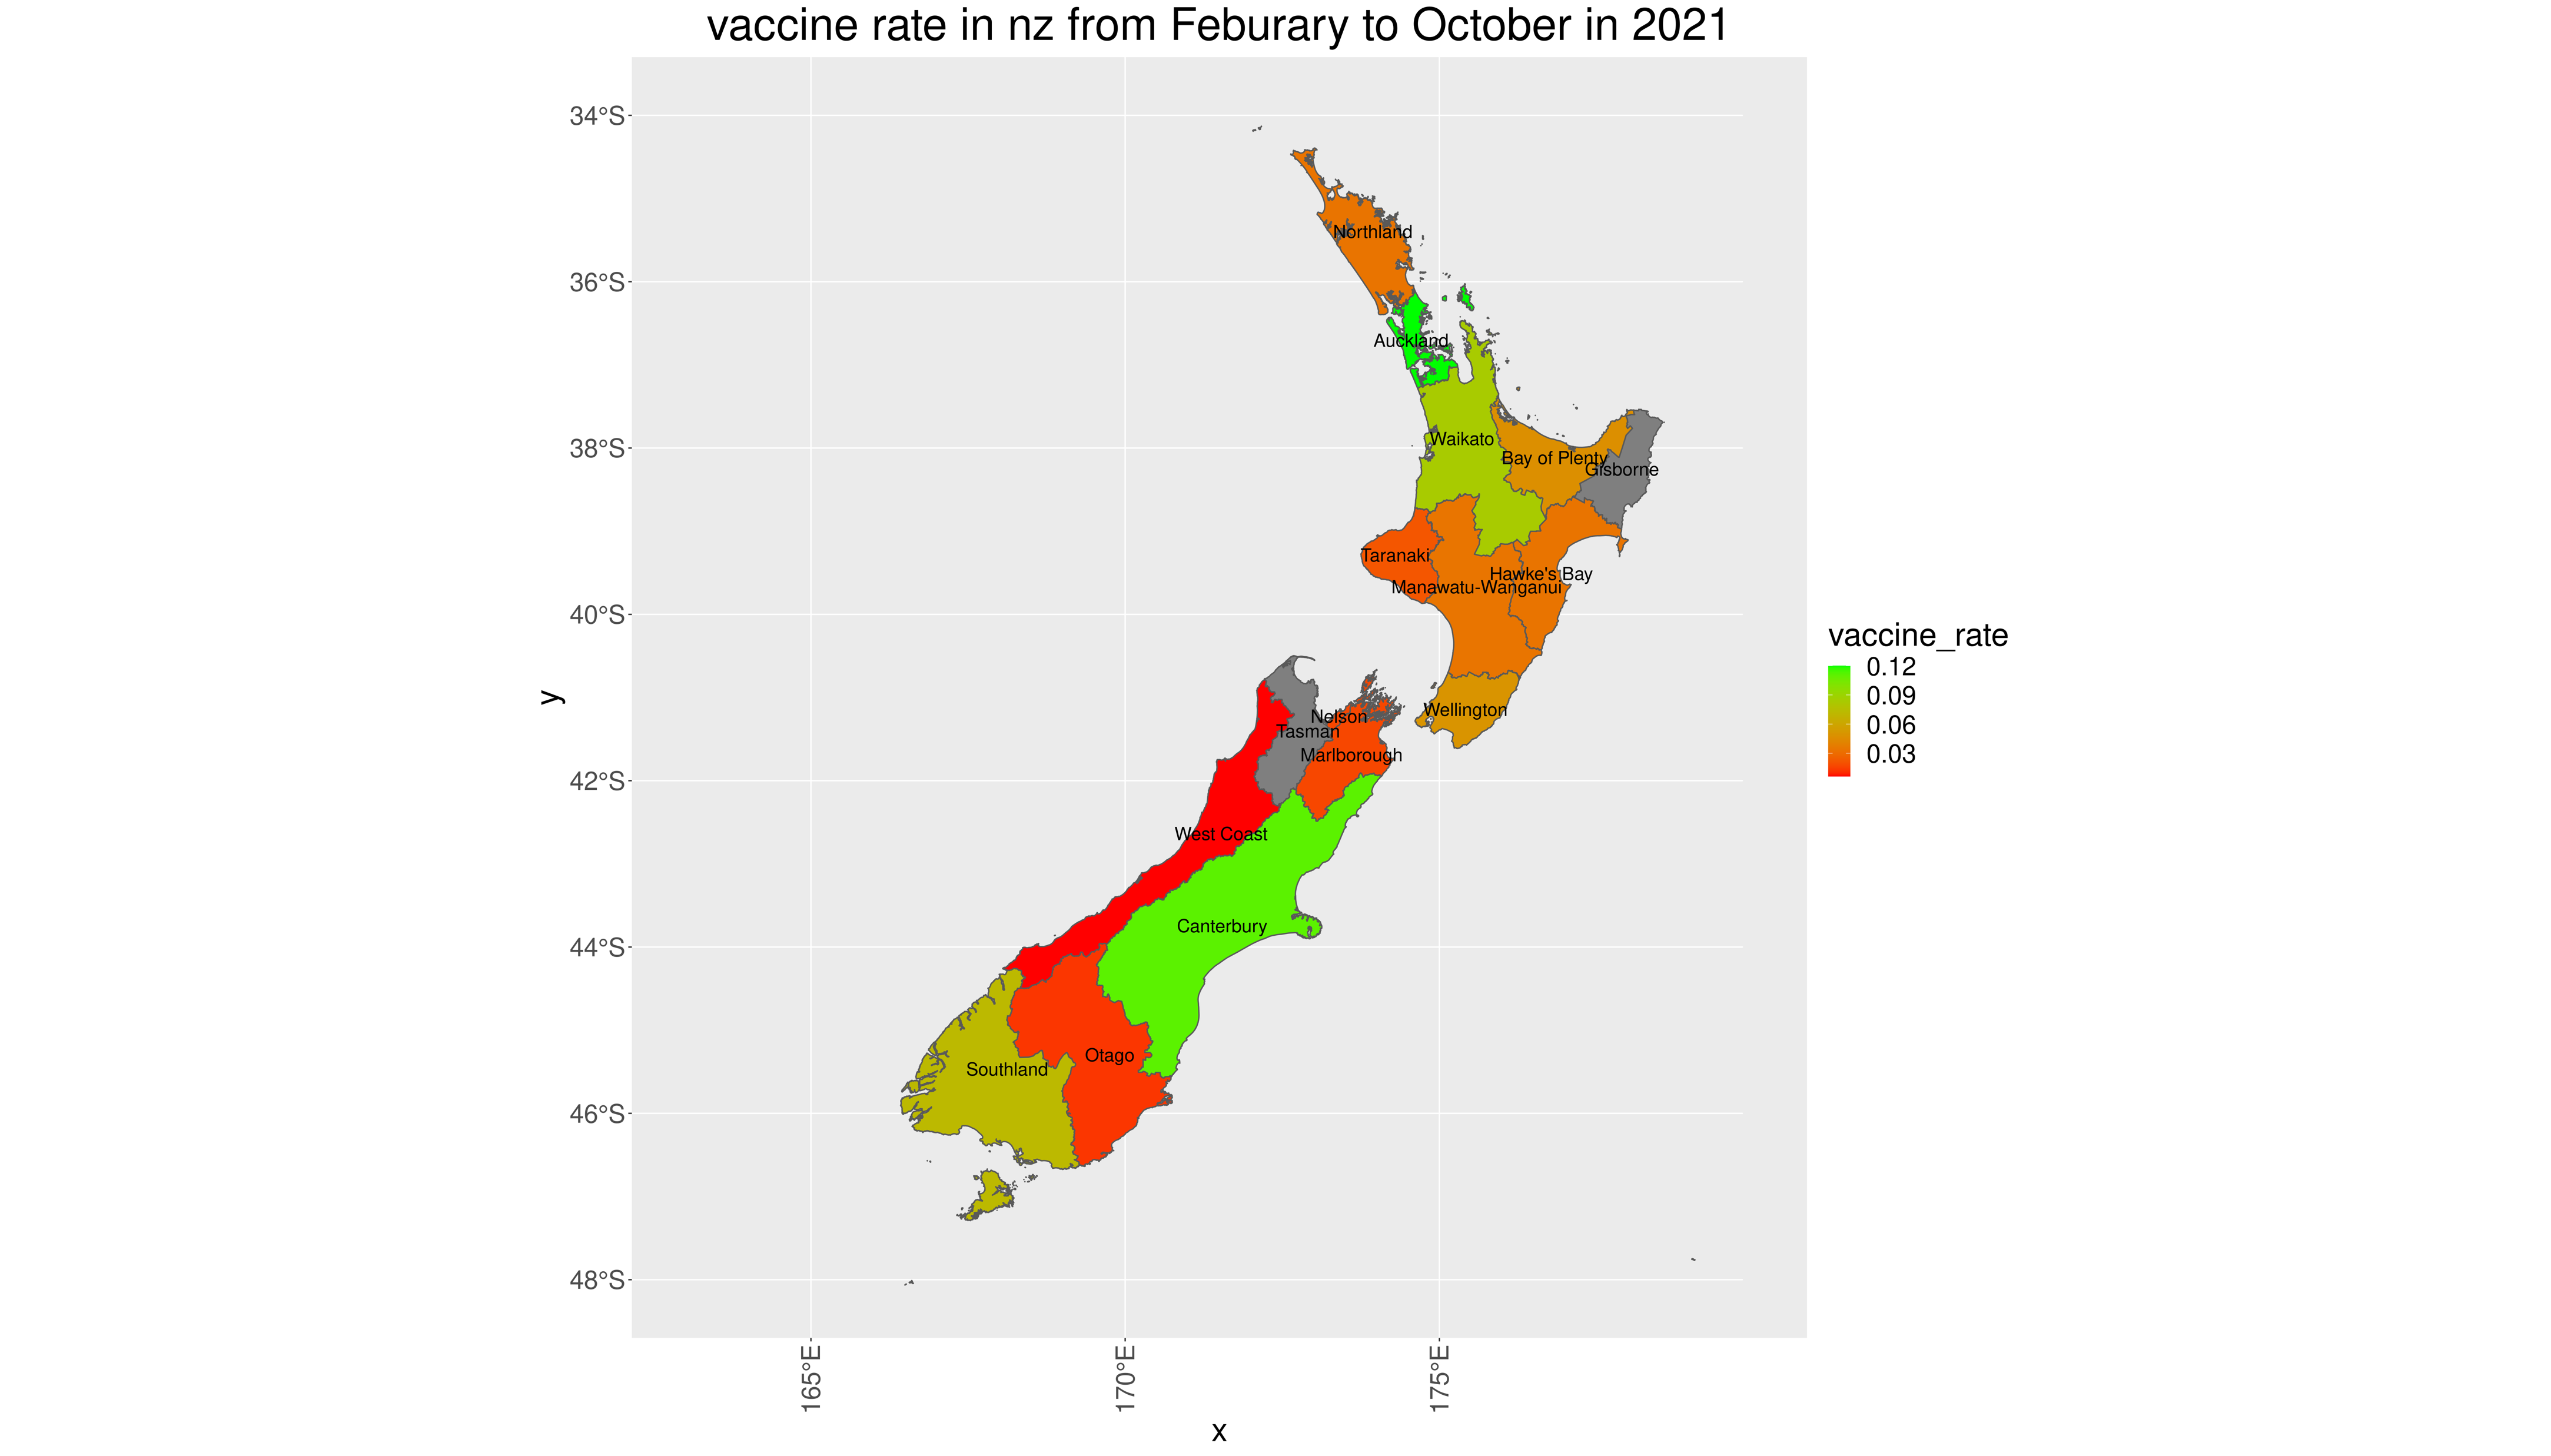 vaccine rate in nz from Feburary to October in 2021
34°S
36°S
38°S
40°S
42°S
44°S
46°S
48°S
y
Northland
Auckland
Waikato
Bay of Plenty
Gisborne
Taranaki
Hawke's Bay
Manawatu-Wanganui
Wellington
Nelson
Tasman
Marlborough
West Coast
Canterbury
Otago
Southland
vaccine_rate
0.12
0.09
0.06
0.03
165°E
170°E
175°E
x